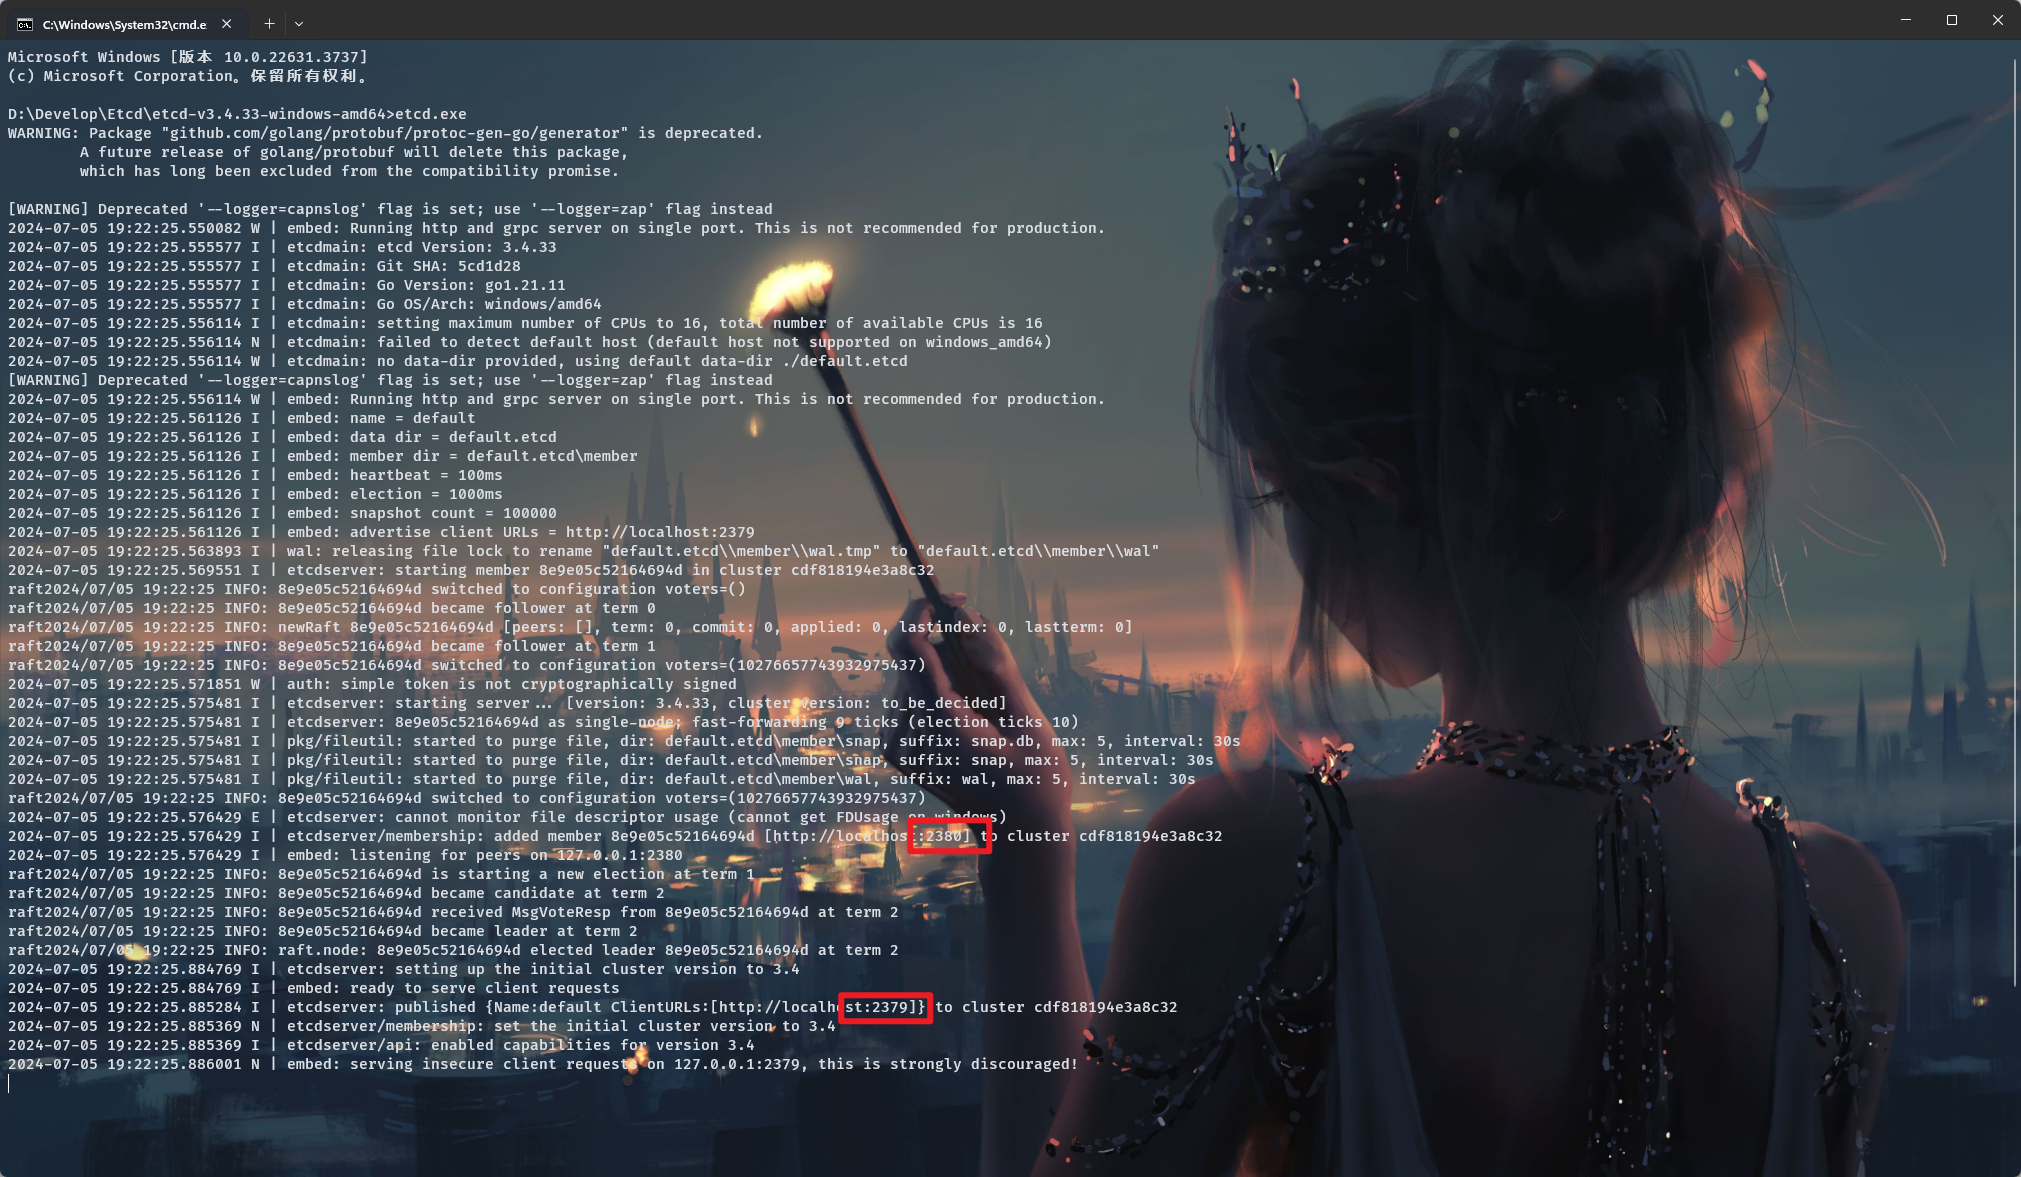 C:\Windows\System32\cmd.e
Microsoft Windows [版本 10.0.22631.3737]
(c) Microsoft Corporation。保留所有权利。
D:\Develop\Etcd\etcd-v3.4.33-windows-amd64>etcd.exe
WARNING: Package "github.com/golang/protobuf/protoc-gen-go/generator" is deprecated.
A future release of golang/protobuf will delete this package,
which has long been excluded from the compatibility promise.
[WARNING] Deprecated '--logger=capnslog' flag is set; use '--logger=zap' flag instead
2024-07-05 19:22:25.550082 W | embed: Running http and grpc server on single port. This is not recommended for production.
2024-07-05 19:22:25.555577 I | etcdmain: etcd Version: 3.4.33
2024-07-05 19:22:25.555577 I | etcdmain: Git SHA: 5cd1d28
2024-07-05 19:22:25.555577 I | etcdmain: Go Version: go1.21.11
2024-07-05 19:22:25.555577 I | etcdmain: Go OS/Arch: windows/amd64
2024-07-05 19:22:25.556114 I | etcdmain: setting maximum number of CPUs to 16, total number of available CPUs is 16
2024-07-05 19:22:25.556114 N | etcdmain: failed to detect default host (default host not supported on windows_amd64)
2024-07-05 19:22:25.556114 W | etcdmain: no data-dir provided, using default data-dir ./default.etcd
[WARNING] Deprecated '--logger=capnslog' flag is set; use '--logger=zap' flag instead
2024-07-05 19:22:25.556114 W | embed: Running http and grpc server on single port. This is not recommended for production.
2024-07-05 19:22:25.561126 I | embed: name = default
2024-07-05 19:22:25.561126 I | embed: data dir = default.etcd
2024-07-05 19:22:25.561126 I | embed: member dir = default.etcd\member
2024-07-05 19:22:25.561126 I | embed: heartbeat = 100ms
2024-07-05 19:22:25.561126 I | embed: election = 1000ms
2024-07-05 19:22:25.561126 I | embed: snapshot count = 100000
2024-07-05 19:22:25.561126 I | embed: advertise client URLs = http://localhost:2379
2024-07-05 19:22:25.563893 I | wal: releasing file lock to rename "default.etcd\\member\\wal.tmp" to "default.etcd\\member\\wal"
2024-07-05 19:22:25.569551 I | etcdserver: starting member 8e9e05c52164694d in cluster cdf818194e3a8c32
raft2024/07/05 19:22:25 INFO: 8e9e05c52164694d switched to configuration voters=()
raft2024/07/05 19:22:25 INFO: 8e9e05c52164694d became follower at term 0
raft2024/07/05 19:22:25 INFO: newRaft 8e9e05c52164694d [peers: [], term: 0, commit: 0, applied: 0, lastindex: 0, lastterm: 0]
raft2024/07/05 19:22:25 INFO: 8e9e05c52164694d became follower at term 1
raft2024/07/05 19:22:25 INFO: 8e9e05c52164694d switched to configuration voters=(10276657743932975437)
2024-07-05 19:22:25.571851 W | auth: simple token is not cryptographically signed
2024-07-05 19:22:25.575481 I | etcdserver: starting server... [version: 3.4.33, cluster version: to_be_decided]
2024-07-05 19:22:25.575481 I | etcdserver: 8e9e05c52164694d as single-node; fast-forwarding 9 ticks (election ticks 10)
2024-07-05 19:22:25.575481 I | pkg/fileutil: started to purge file, dir: default.etcd\member\snap, suffix: snap.db, max: 5, interval: 30s
2024-07-05 19:22:25.575481 I | pkg/fileutil: started to purge file, dir: default.etcd\member\snap, suffix: snap, max: 5, interval: 30s
2024-07-05 19:22:25.575481 I | pkg/fileutil: started to purge file, dir: default.etcd\member\wal, suffix: wal, max: 5, interval: 30s
raft2024/07/05 19:22:25 INFO: 8e9e05c52164694d switched to configuration voters=(10276657743932975437)
2024-07-05 19:22:25.576429 E | etcdserver: cannot monitor file descriptor usage (cannot get FDUsage on windows)
2024-07-05 19:22:25.576429 I | etcdserver/membership: added member 8e9e05c52164694d [http://localhost:2380] to cluster cdf818194e3a8c32
2024-07-05 19:22:25.576429 I | embed: listening for peers on 127.0.0.1:2380
raft2024/07/05 19:22:25 INFO: 8e9e05c52164694d is starting a new election at term 1
raft2024/07/05 19:22:25 INFO: 8e9e05c52164694d became candidate at term 2
raft2024/07/05 19:22:25 INFO: 8e9e05c52164694d received MsgVoteResp from 8e9e05c52164694d at term 2
raft2024/07/05 19:22:25 INFO: 8e9e05c52164694d became leader at term 2
raft2024/07/05 19:22:25 INFO: raft.node: 8e9e05c52164694d elected leader 8e9e05c52164694d at term 2
2024-07-05 19:22:25.884769 I | etcdserver: setting up the initial cluster version to 3.4
2024-07-05 19:22:25.884769 I | embed: ready to serve client requests
2024-07-05 19:22:25.885284 I | etcdserver: published {Name:default ClientURLs:[http://localhost:2379]} to cluster cdf818194e3a8c32
2024-07-05 19:22:25.885369 N | etcdserver/membership: set the initial cluster version to 3.4
2024-07-05 19:22:25.885369 I | etcdserver/api: enabled capabilities for version 3.4
2024-07-05 19:22:25.886001 N | embed: serving insecure client requests on 127.0.0.1:2379, this is strongly discouraged!